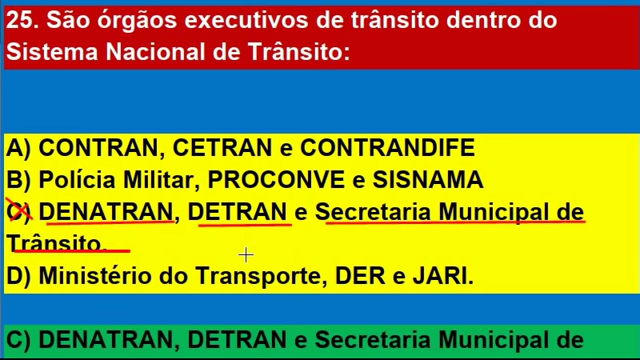 25. São órgãos executivos de trânsito dentro do
Sistema Nacional de Trânsito:
A) CONTRAN, CETRAN e CONTRANDIFE
B) Polícia Militar, PROCONVE e SISNAMA
C) DENATRAN, DETRAN e Secretaria Municipal de
Trânsito.
D) Ministério do Transporte, DER e JARI.
C) DENATRAN, DETRAN e Secretaria Municipal de